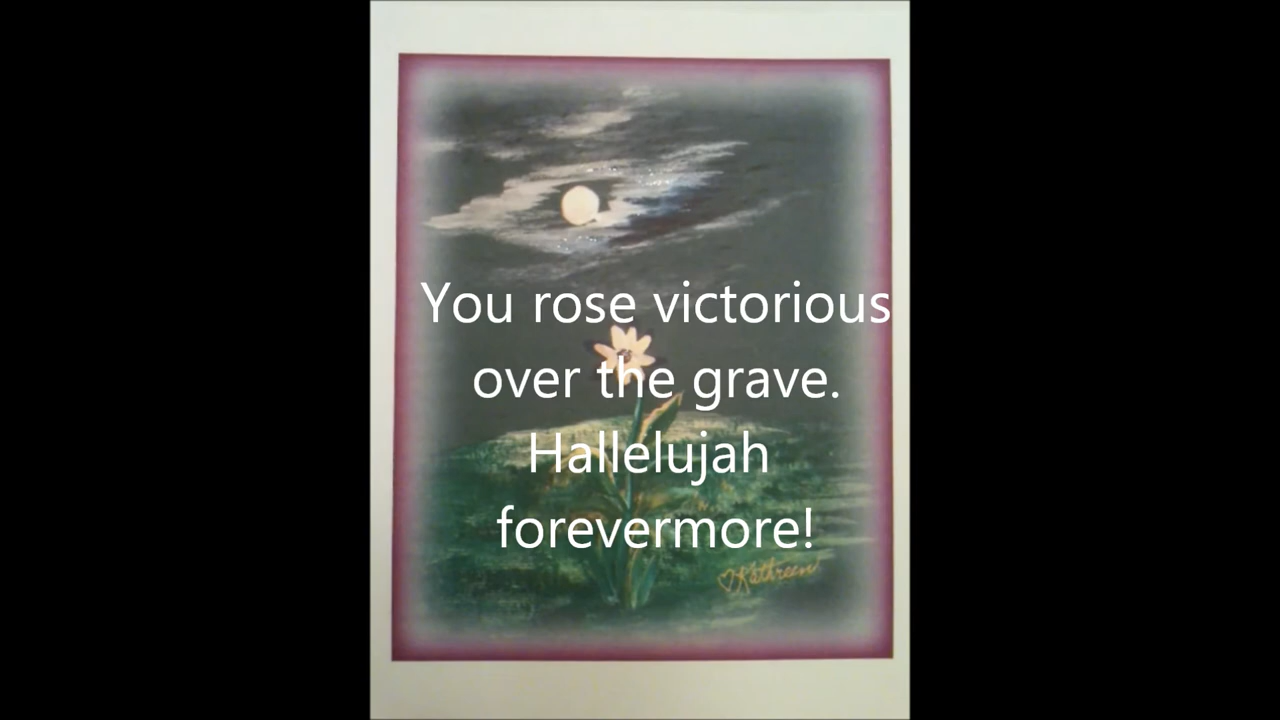 You rose victorious
over the grave.
Hallelujah
forevermore!
♡Kathreen